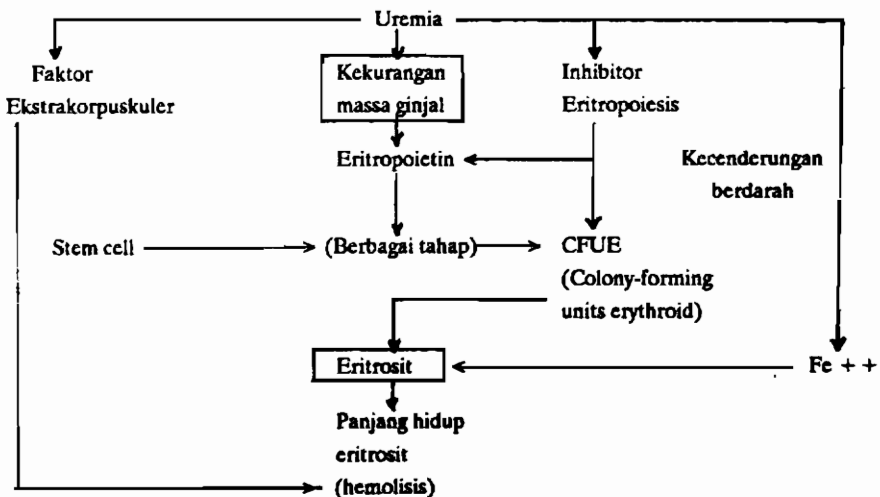 Uremia
Faktor
Ekstrakorpuskuler
Kekurangan
massa ginjal
Inhibitor
Eritropoiesis
Eritropoietin
Kecenderungan
berdarah
Stem cell
(Berbagai tahap)
CFUE
(Colony-forming
units erythroid)
Eritrosit
Fe + +
Panjang hidup
eritrosit
(hemolisis)